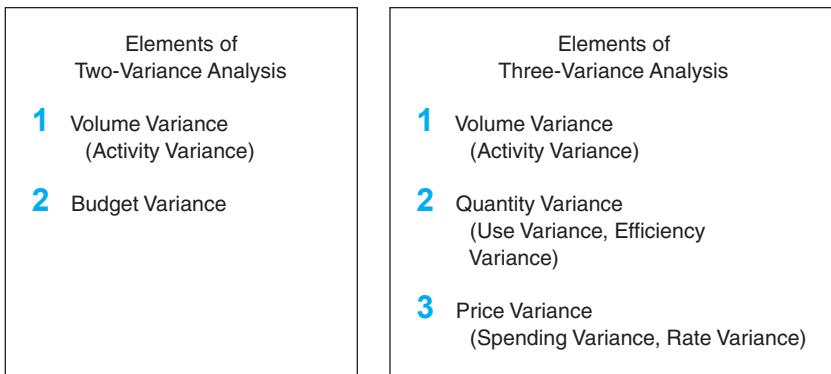 Elements of
Two-Variance Analysis
1 Volume Variance
(Activity Variance)
2 Budget Variance
Elements of
Three-Variance Analysis
1 Volume Variance
(Activity Variance)
2 Quantity Variance
(Use Variance, Efficiency
Variance)
3 Price Variance
(Spending Variance, Rate Variance)